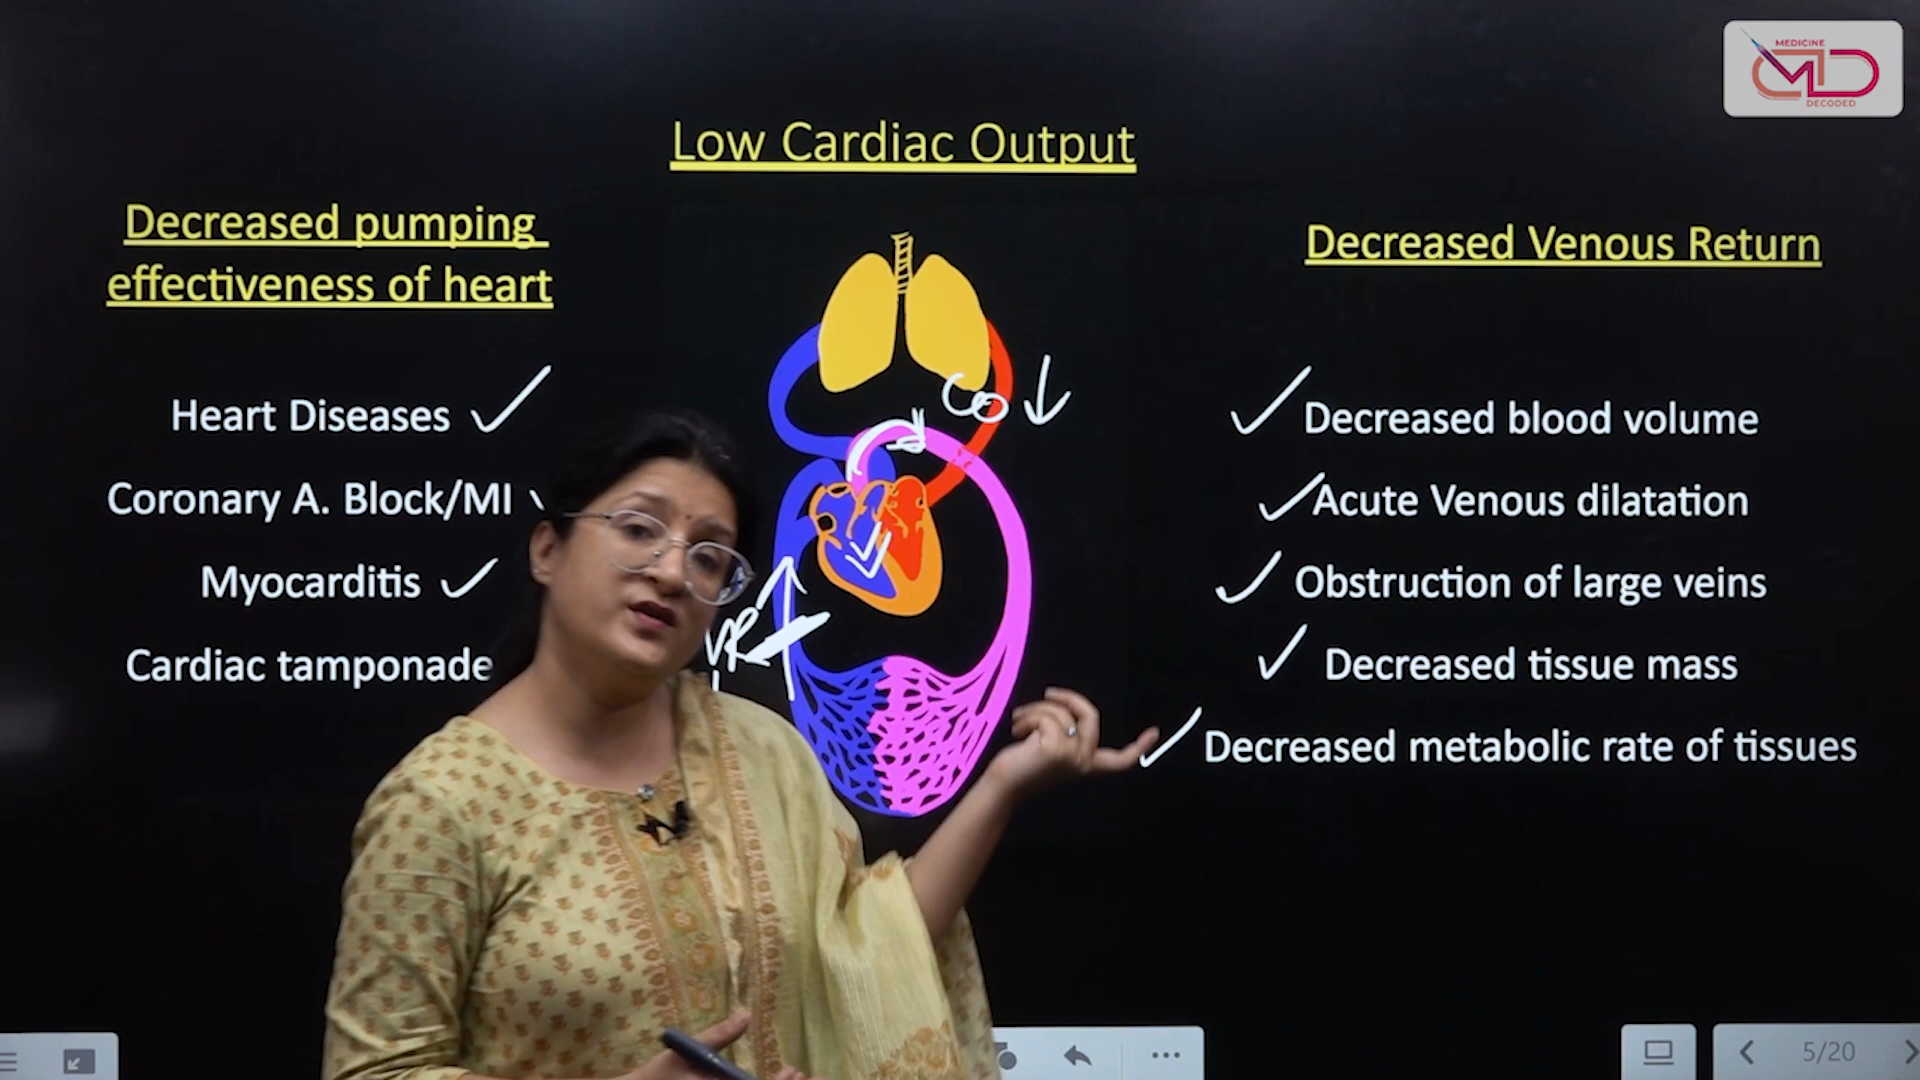 MEDICINE
MD
DECODED
Low Cardiac Output
Decreased pumping
effectiveness of heart
Heart Diseases
Coronary A. Block/MI
Myocarditis
Cardiac tamponade
CO ↓
VR
Decreased Venous Return
Decreased blood volume
Acute Venous dilatation
Obstruction of large veins
Decreased tissue mass
Decreased metabolic rate of tissues
5/20